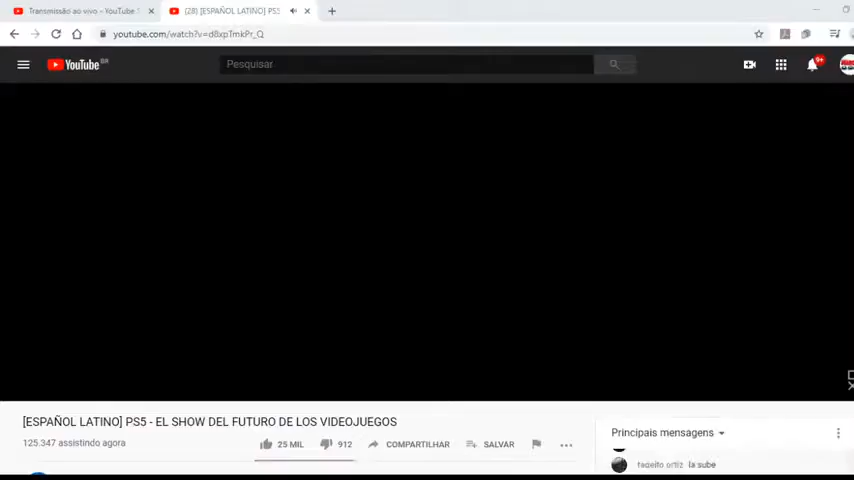 Transmissão ao vivo - YouTube
(28) [ESPAÑOL LATINO] PS5
youtube.com/watch?v=d8xpTmkPr_Q
YouTube BR
Pesquisar
9+
[ESPAÑOL LATINO] PS5 - EL SHOW DEL FUTURO DE LOS VIDEOJUEGOS
125.347 assistindo agora
25 MIL
912
COMPARTILHAR
SALVAR
Principais mensagens
ortiz la sube